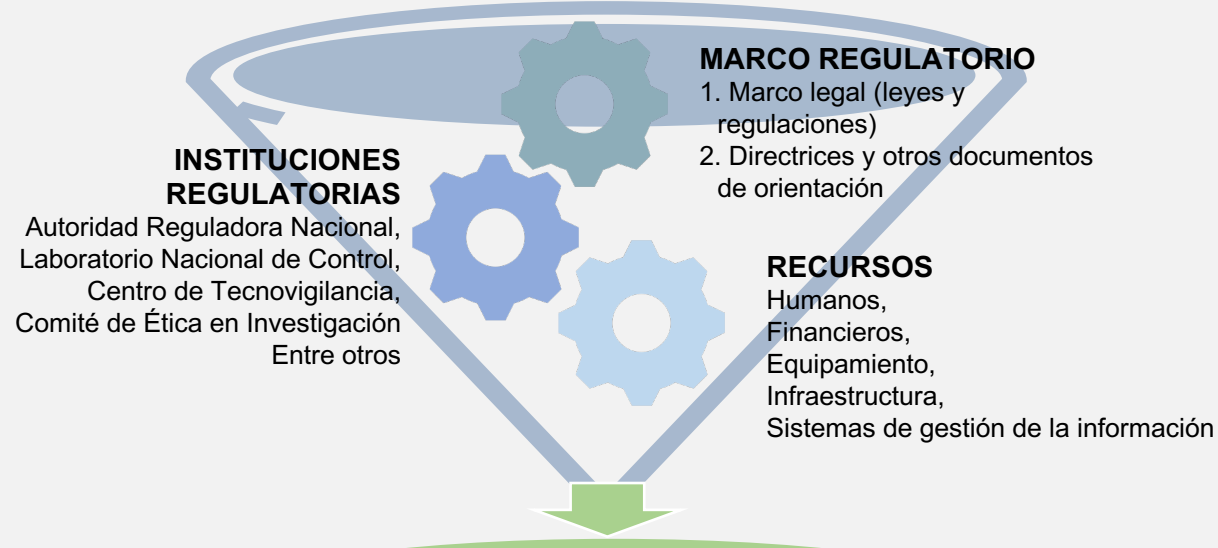 MARCO REGULATORIO
1. Marco legal (leyes y
regulaciones)
2. Directrices y otros documentos
de orientación
INSTITUCIONES
REGULATORIAS
Autoridad Reguladora Nacional,
Laboratorio Nacional de Control,
Centro de Tecnovigilancia,
Comité de Ética en Investigación
Entre otros
RECURSOS
Humanos,
Financieros,
Equipamiento,
Infraestructura,
Sistemas de gestión de la información